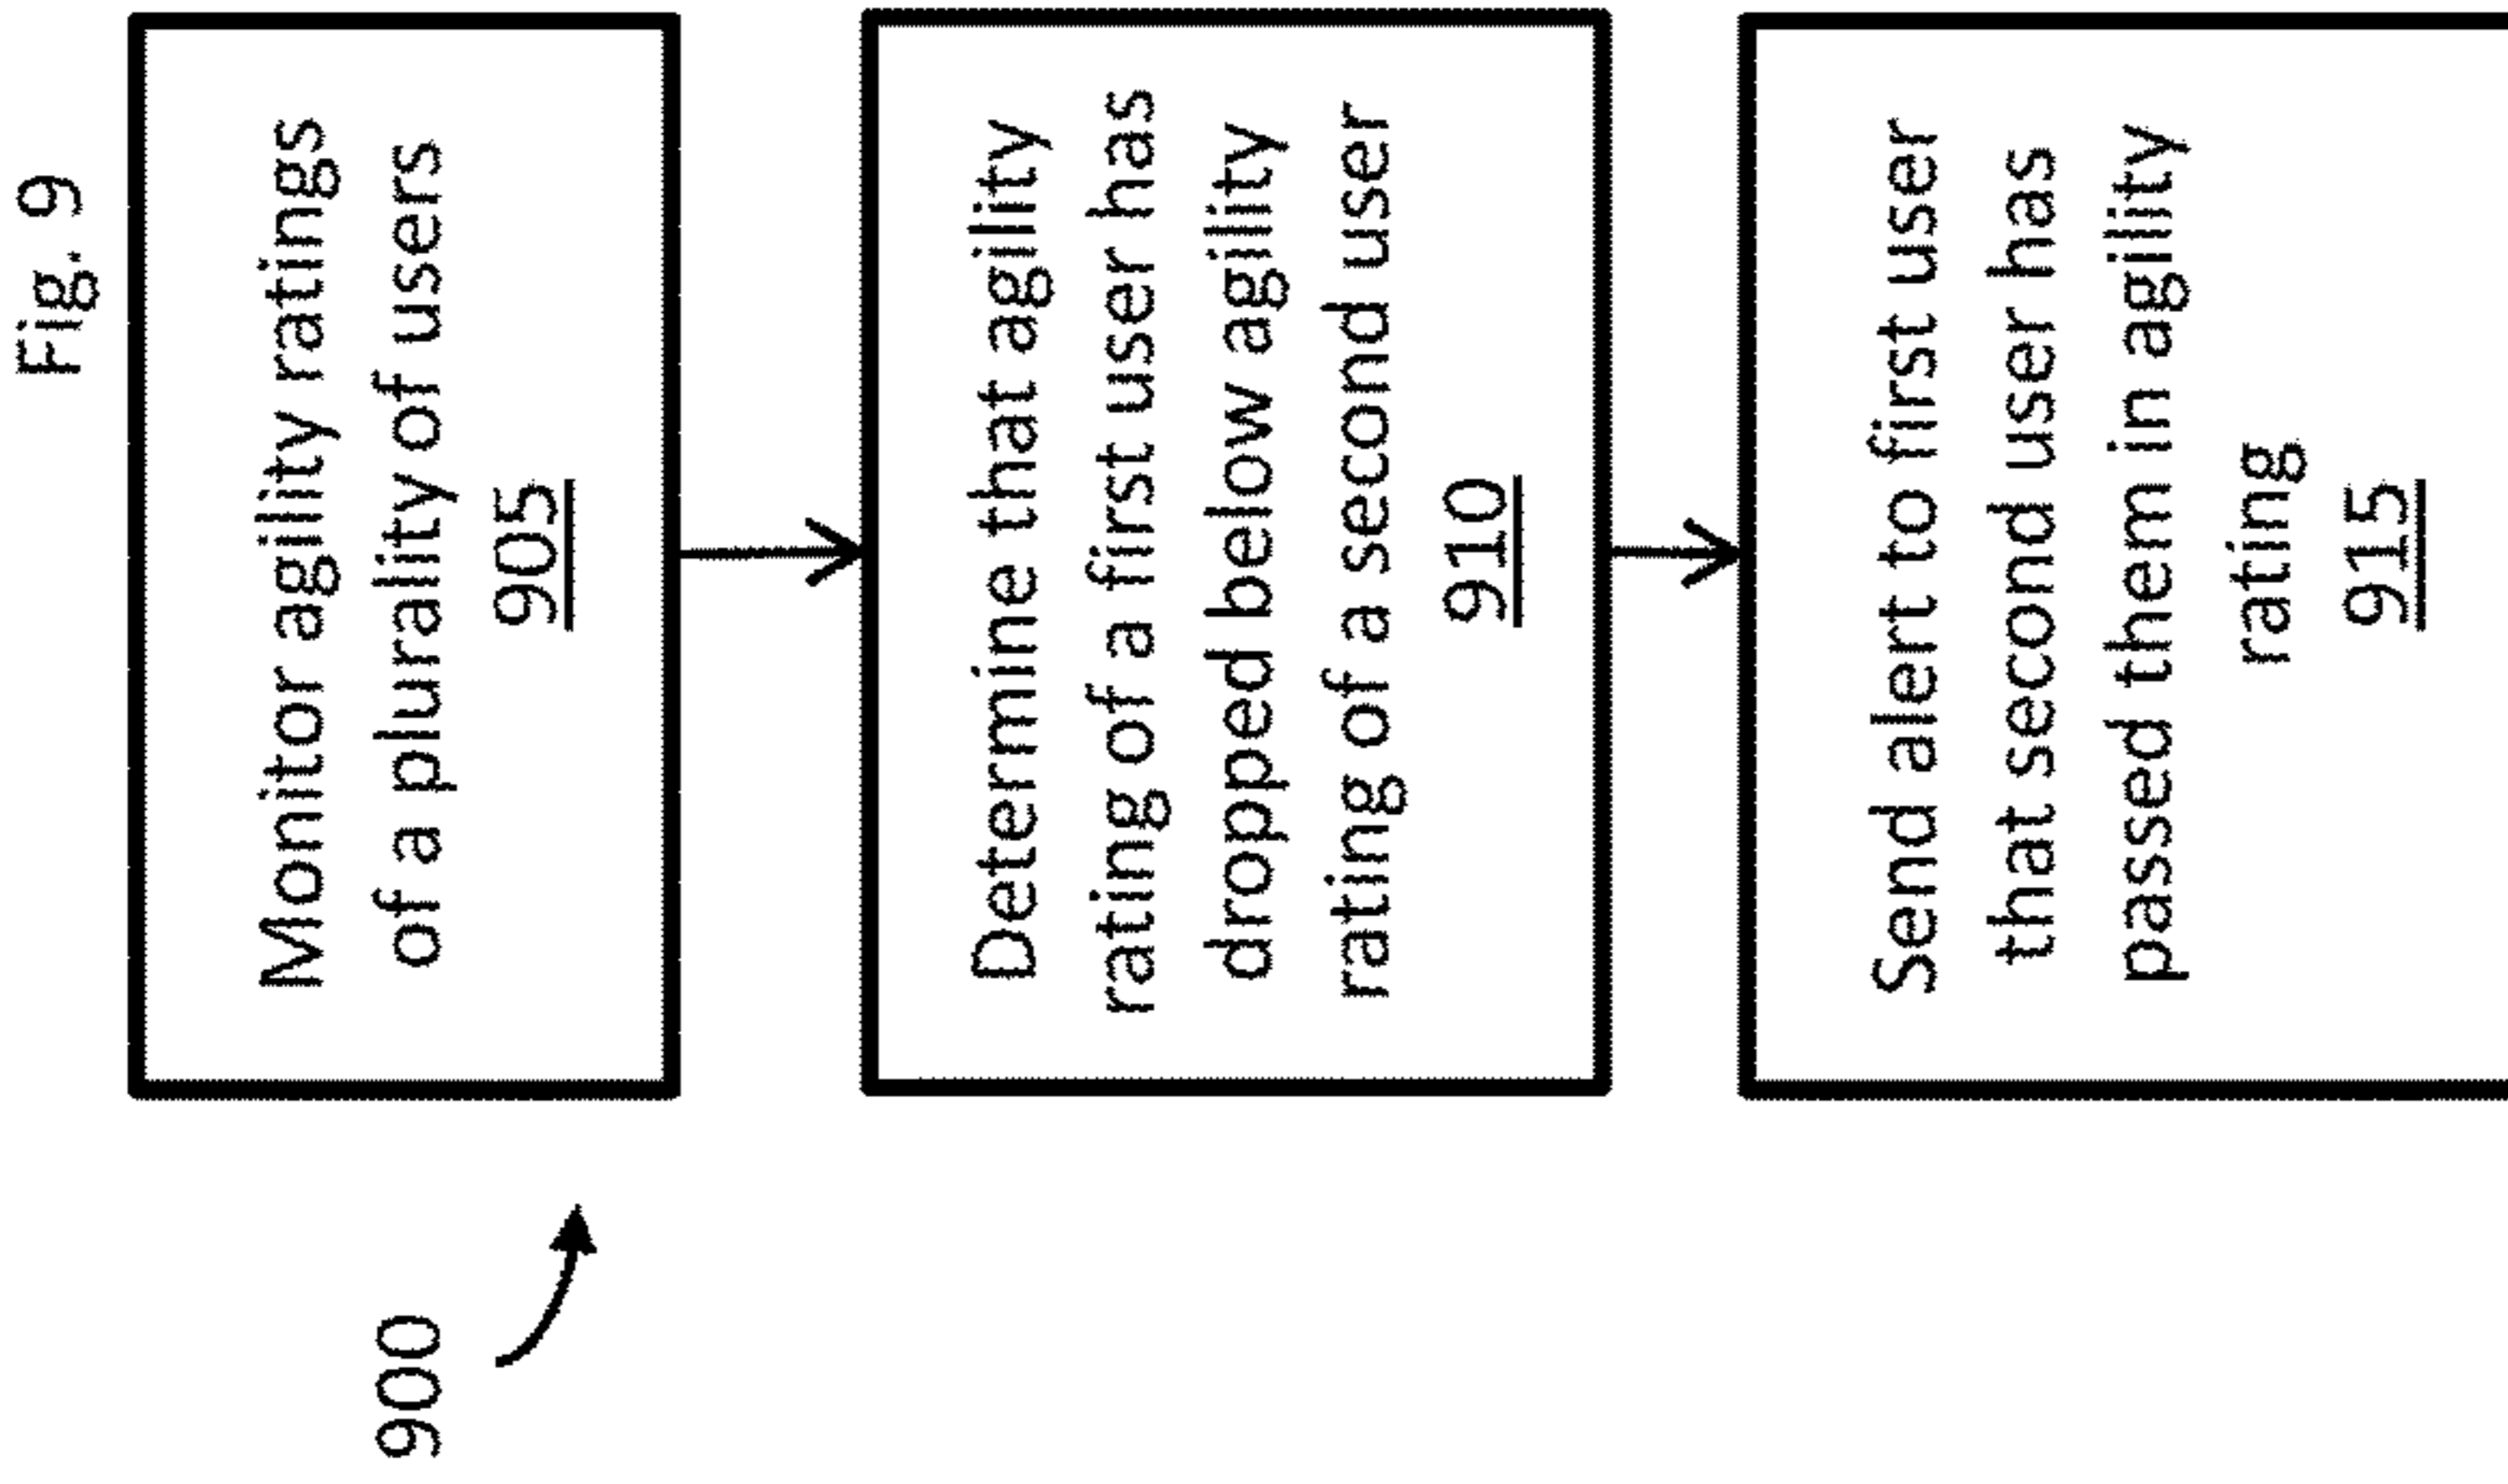 Fig. 9
900
Monitor agility ratings
of a plurality of users
905
Determine that agility
rating of a first user has
dropped below agility
rating of a second user
910
Send alert to first user
that second user has
passed them in agility
rating
915